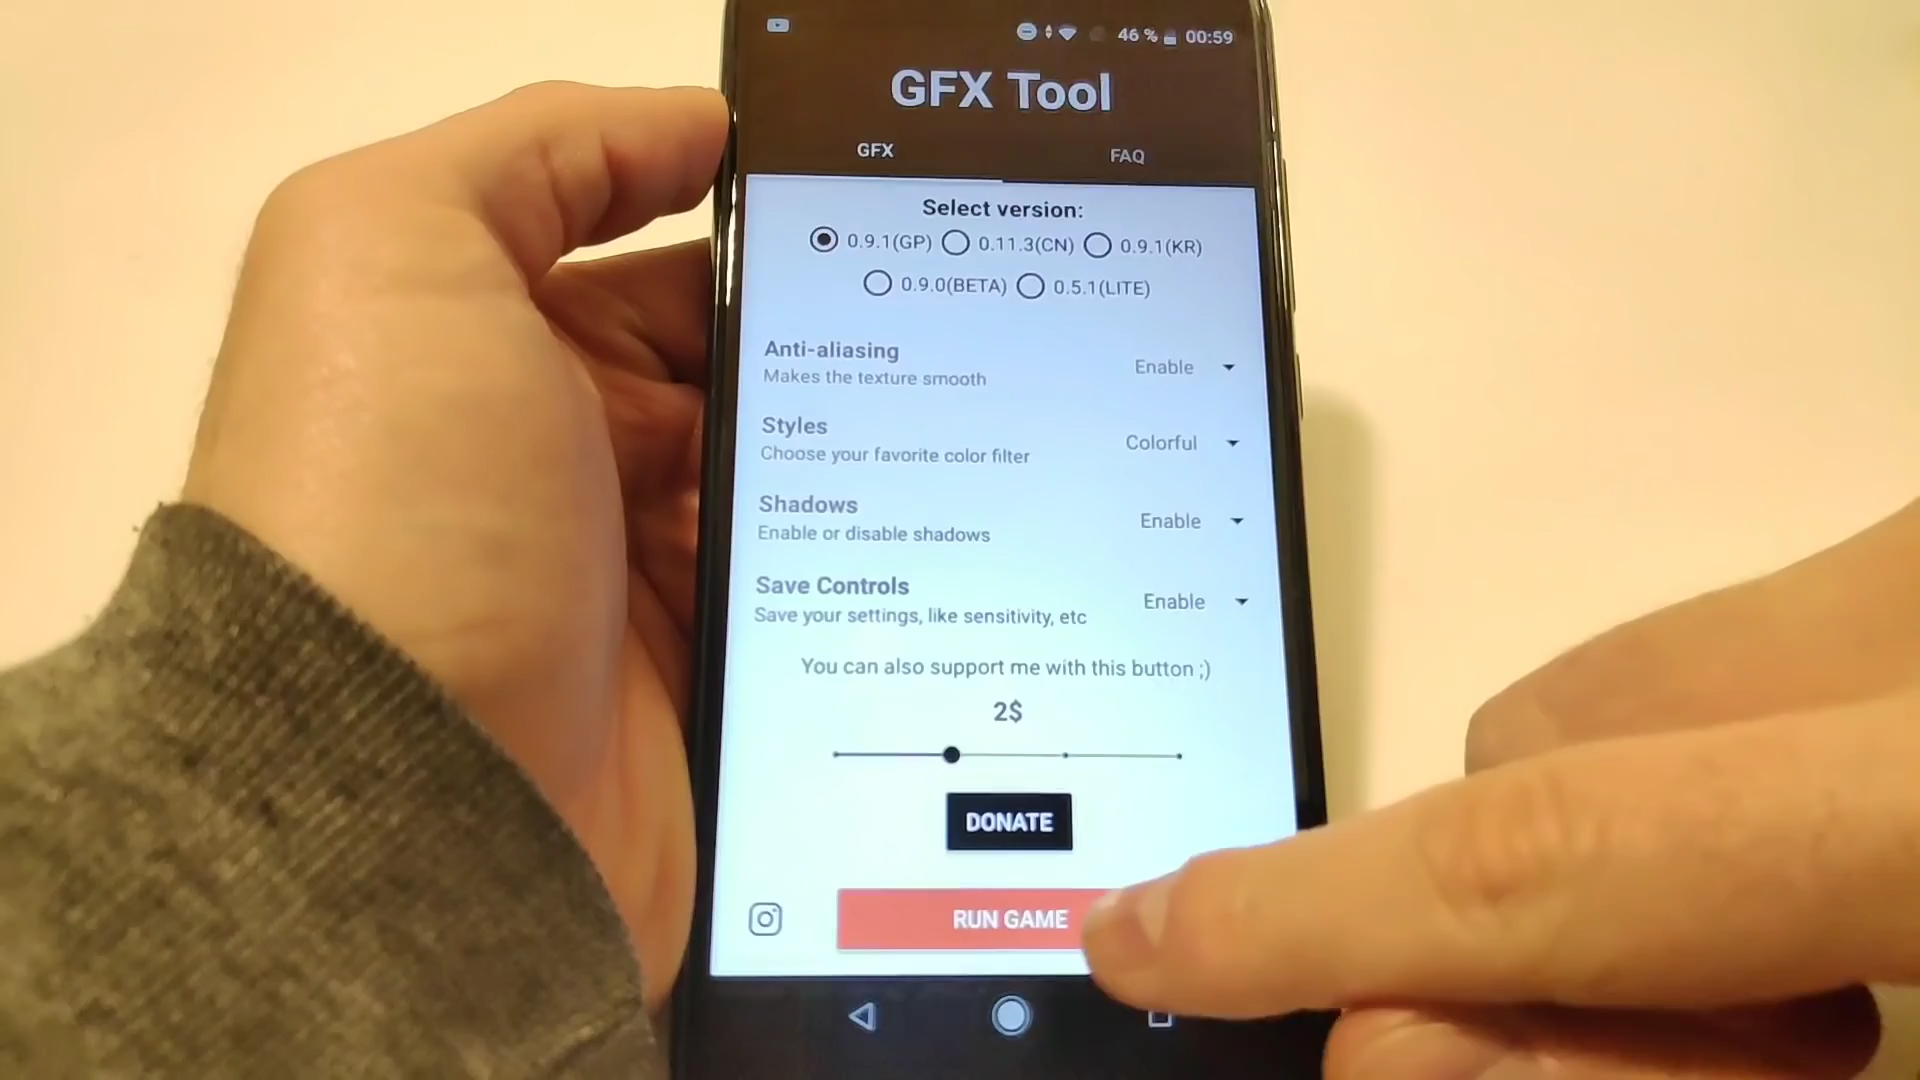 46 % 00:59
GFX Tool
GFX FAQ
Select version:
0.9.1(GP) 0.11.3(CN) 0.9.1(KR)
0.9.0(BETA) 0.5.1(LITE)
Anti-aliasing
Makes the texture smooth
Enable
Styles
Choose your favorite color filter
Colorful
Shadows
Enable or disable shadows
Enable
Save Controls
Save your settings, like sensitivity, etc
Enable
You can also support me with this button ;)
2$
DONATE
RUN GAME